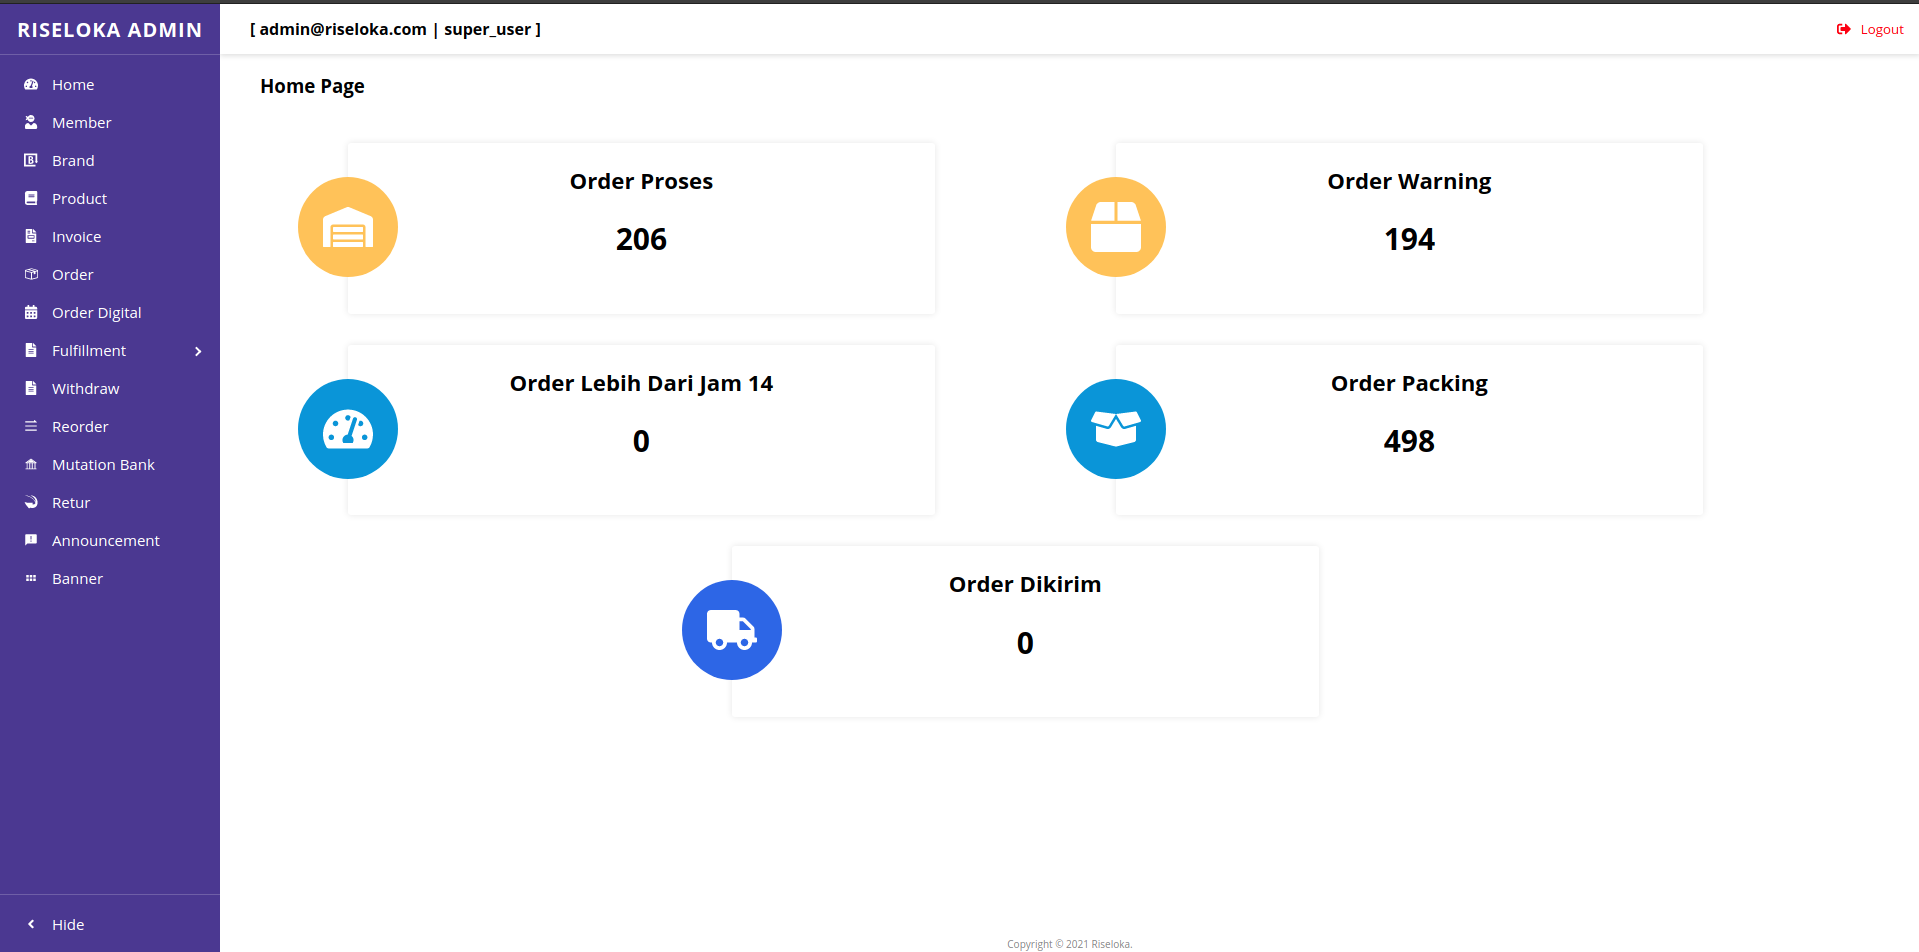 RISELOKA ADMIN
[ admin@riseloka.com | super_user ]
Logout
Home
Member
Brand
Product
Invoice
Order
Order Digital
Fulfillment
Withdraw
Reorder
Mutation Bank
Retur
Announcement
Banner
Hide
Home Page
Order Proses
206
Order Warning
194
Order Lebih Dari Jam 14
0
Order Packing
498
Order Dikirim
0
Copyright © 2021 Riseloka.